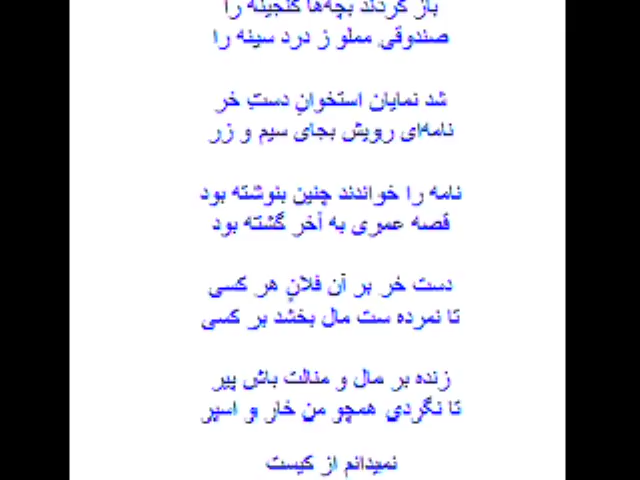 باز کردند بچه‌ها گنجینه را
صندوقی مملو ز درد سینه را
شد نمایان استخوانِ دستِ خر
نامه‌ای رویش بجای سیم و زر
نامه را خواندند چنین بنوشته بود
قصه عمری به آخر گشته بود
دست خر بر آن فلانِ هر کسی
تا نمرده ست مال بخشد بر کسی
زنده بر مال و منالت باش پیر
تا نگردی همچو من خار و اسیر
نمیدانم از کیست